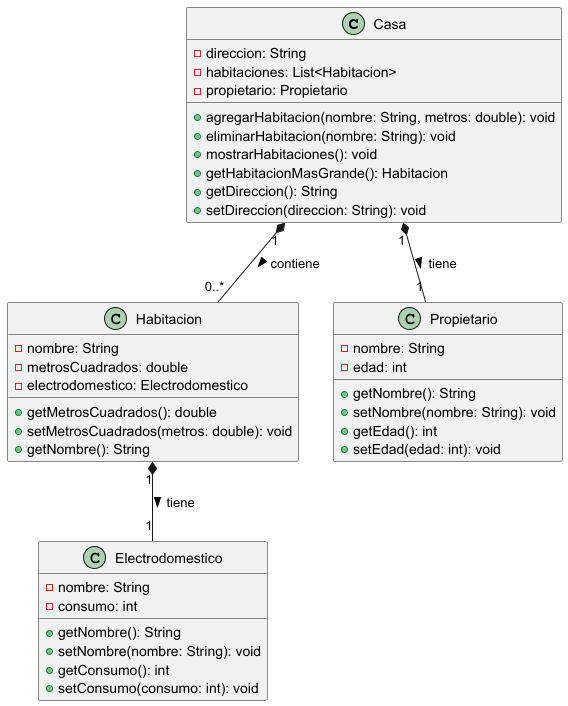 C Casa
direccion: String
habitaciones: List<Habitacion>
propietario: Propietario
agregarHabitacion(nombre: String, metros: double): void
eliminarHabitacion(nombre: String): void
mostrarHabitaciones(): void
getHabitacionMasGrande(): Habitacion
getDireccion(): String
setDireccion(direccion: String): void
1
1
contiene
tiene
0..*
1
C Habitacion
nombre: String
metrosCuadrados: double
electrodomestico: Electrodomestico
getMetrosCuadrados(): double
setMetrosCuadrados(metros: double): void
getNombre(): String
C Propietario
nombre: String
edad: int
getNombre(): String
setNombre(nombre: String): void
getEdad(): int
setEdad(edad: int): void
1
tiene
1
C Electrodomestico
nombre: String
consumo: int
getNombre(): String
setNombre(nombre: String): void
getConsumo(): int
setConsumo(consumo: int): void